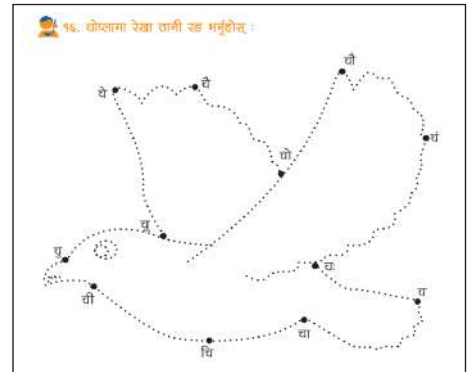 १६. थोप्लामा रेखा तानी रङ भर्नुहोस् :
चौ
चे चै
चं
चो
चृ
चु
चः
ची
च
चा
चि